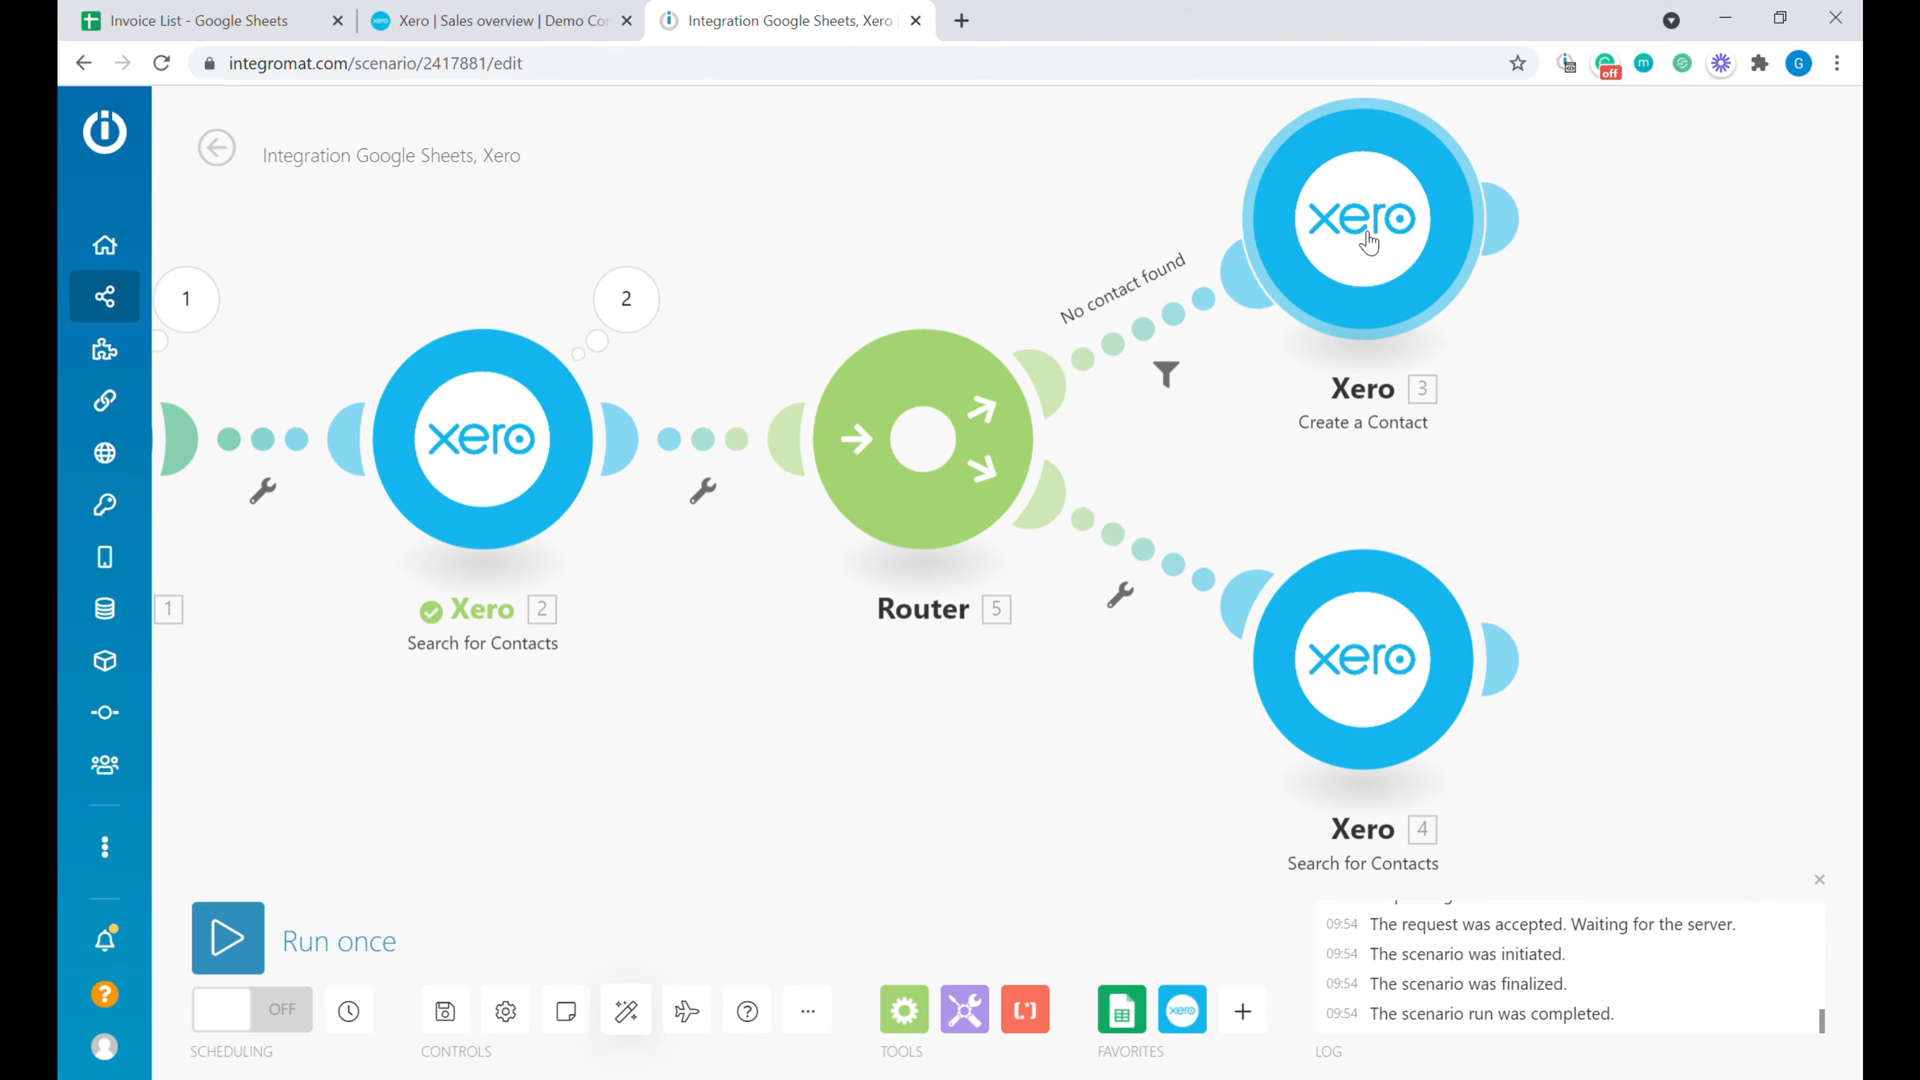 Invoice List - Google Sheets
xero
Xero | Sales overview | Demo Co
Integration Google Sheets, Xero
integromat.com/scenario/2417881/edit
off
m
G
Integration Google Sheets, Xero
1
2
No contact found
xero
Xero 3
Create a Contact
xero
1
Xero 2
Search for Contacts
Router 5
xero
Xero 4
Search for Contacts
Run once
09:54 The request was accepted. Waiting for the server.
09:54 The scenario was initiated.
09:54 The scenario was finalized.
09:54 The scenario run was completed.
OFF
xero
SCHEDULING
CONTROLS
TOOLS
FAVORITES
LOG